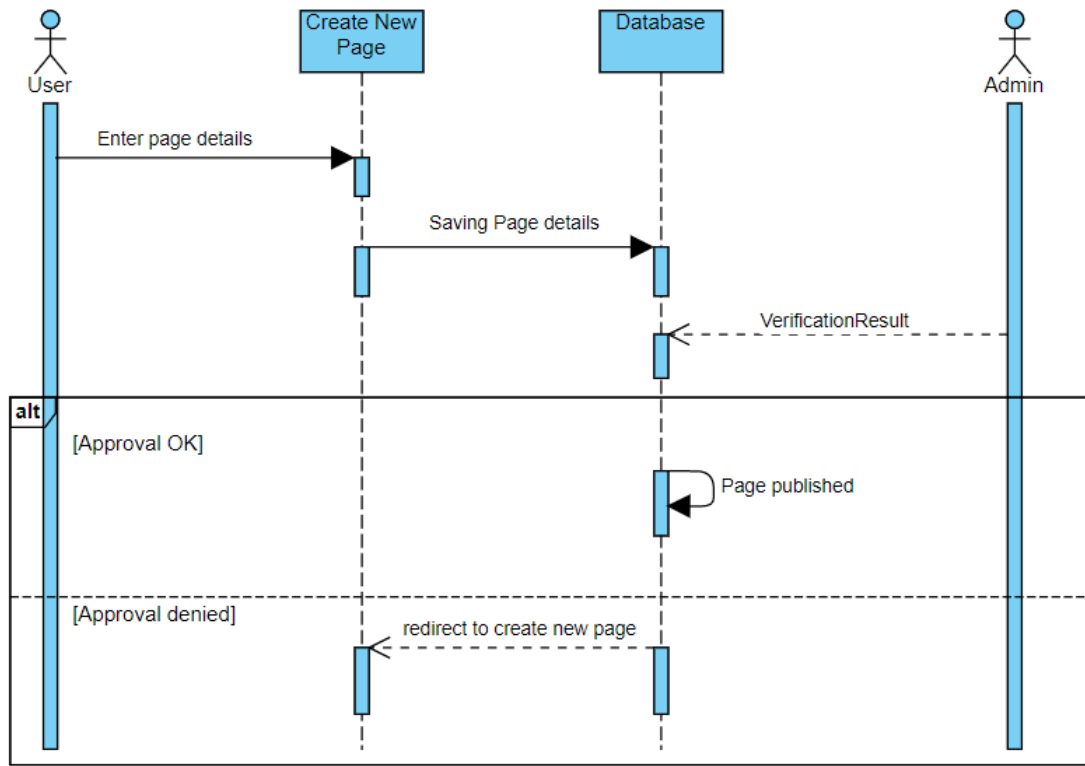 Create New
Page
Database
User
Admin
Enter page details
Saving Page details
VerificationResult
alt
[Approval OK]
Page published
[Approval denied]
redirect to create new page